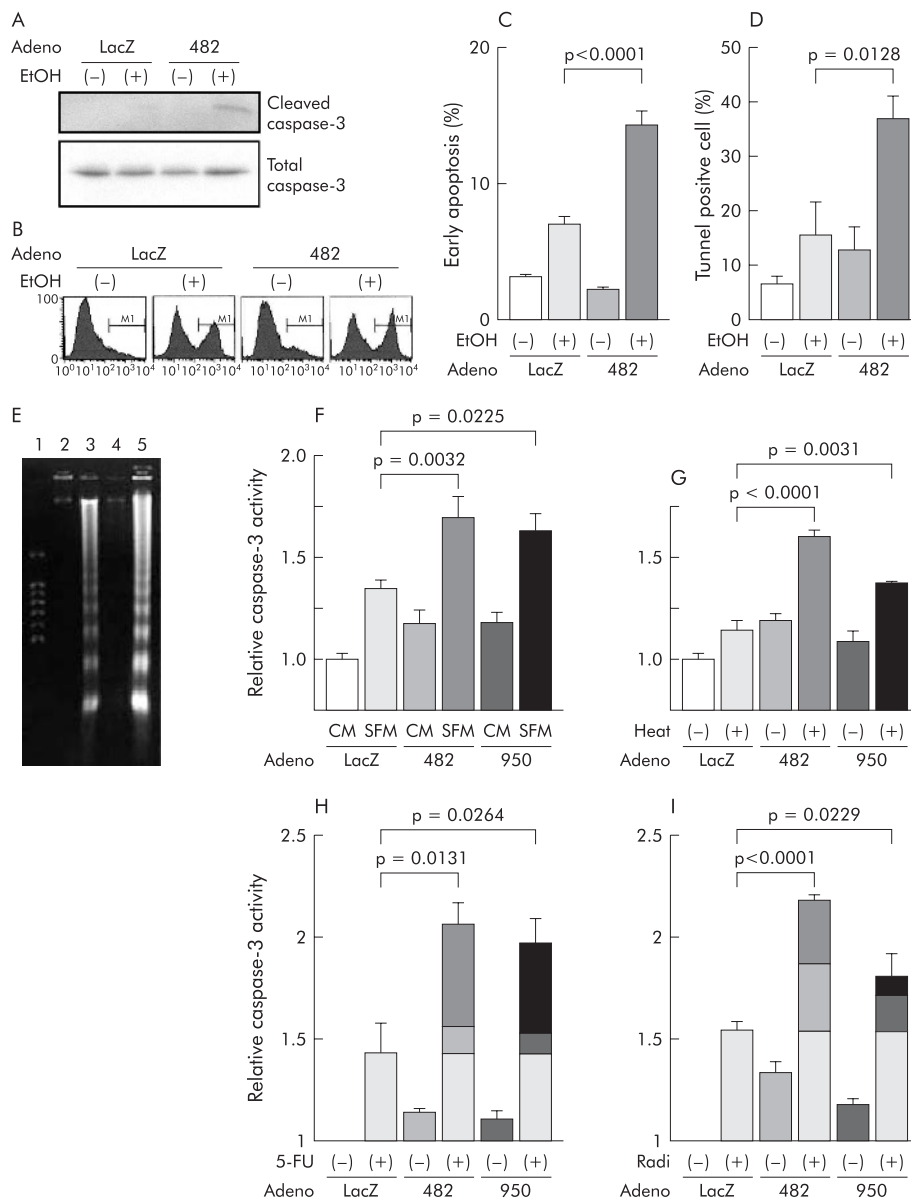 A
Adeno LacZ 482
EtOH (–) (+) (–) (+)
Cleaved
caspase-3
Total
caspase-3
B
Adeno LacZ 482
EtOH (–) (+) (–) (+)
100
M1 M1 M1 M1
0
10⁰10¹10²10³10⁴ 10¹10²10³10⁴ 10¹10²10³10⁴ 10¹10²10³10⁴
C
p<0.0001
20
10
0
Early apoptosis (%)
EtOH (–) (+) (–) (+)
Adeno LacZ 482
D
p = 0.0128
50
40
30
20
10
0
Tunnel positve cell (%)
EtOH (–) (+) (–) (+)
Adeno LacZ 482
E
1 2 3 4 5
F
p = 0.0225
p = 0.0032
2.0
1.5
1.0
Relative caspase-3 activity
CM SFM CM SFM CM SFM
Adeno LacZ 482 950
G
p = 0.0031
p < 0.0001
1.5
1.0
Heat (–) (+) (–) (+) (–) (+)
Adeno LacZ 482 950
H
p = 0.0264
p = 0.0131
2.5
2
1.5
1
Relative caspase-3 activity
5-FU (–) (+) (–) (+) (–) (+)
Adeno LacZ 482 950
I
p = 0.0229
p<0.0001
2.5
2
1.5
1
Radi (–) (+) (–) (+) (–) (+)
Adeno LacZ 482 950